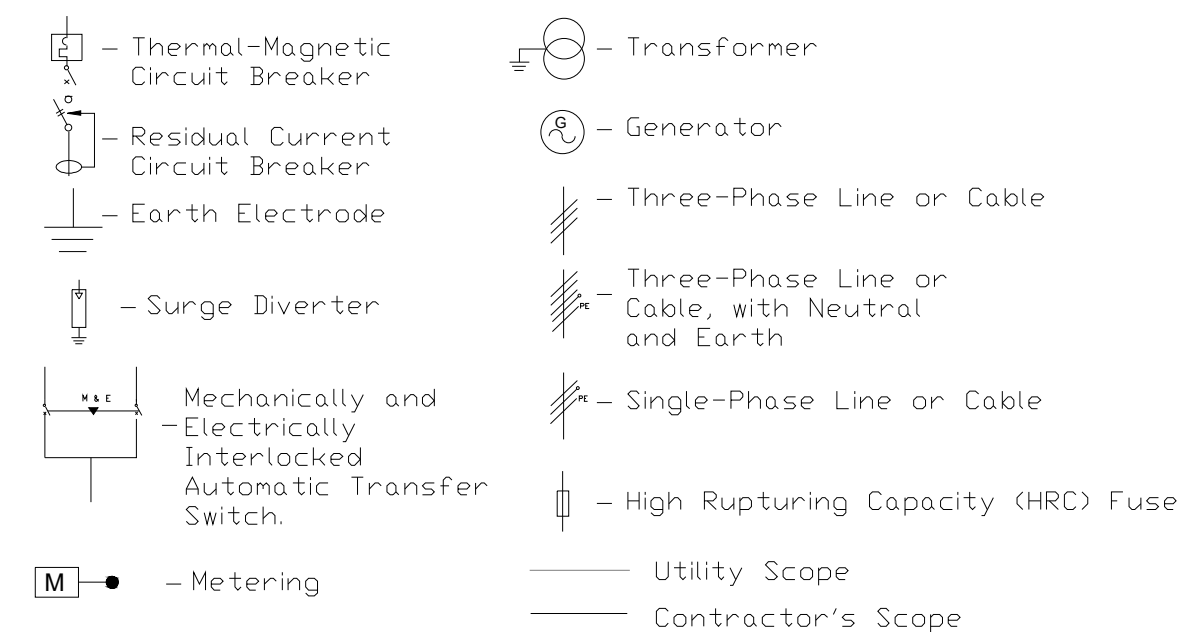 Thermal-Magnetic
Circuit Breaker
Residual Current
Circuit Breaker
Earth Electrode
Surge Diverter
M & E
Mechanically and
Electrically
Interlocked
Automatic Transfer
Switch.
M
Metering
Transformer
G
Generator
Three-Phase Line or Cable
PE
Three-Phase Line or
Cable, with Neutral
and Earth
PE
Single-Phase Line or Cable
High Rupturing Capacity (HRC) Fuse
Utility Scope
Contractor's Scope